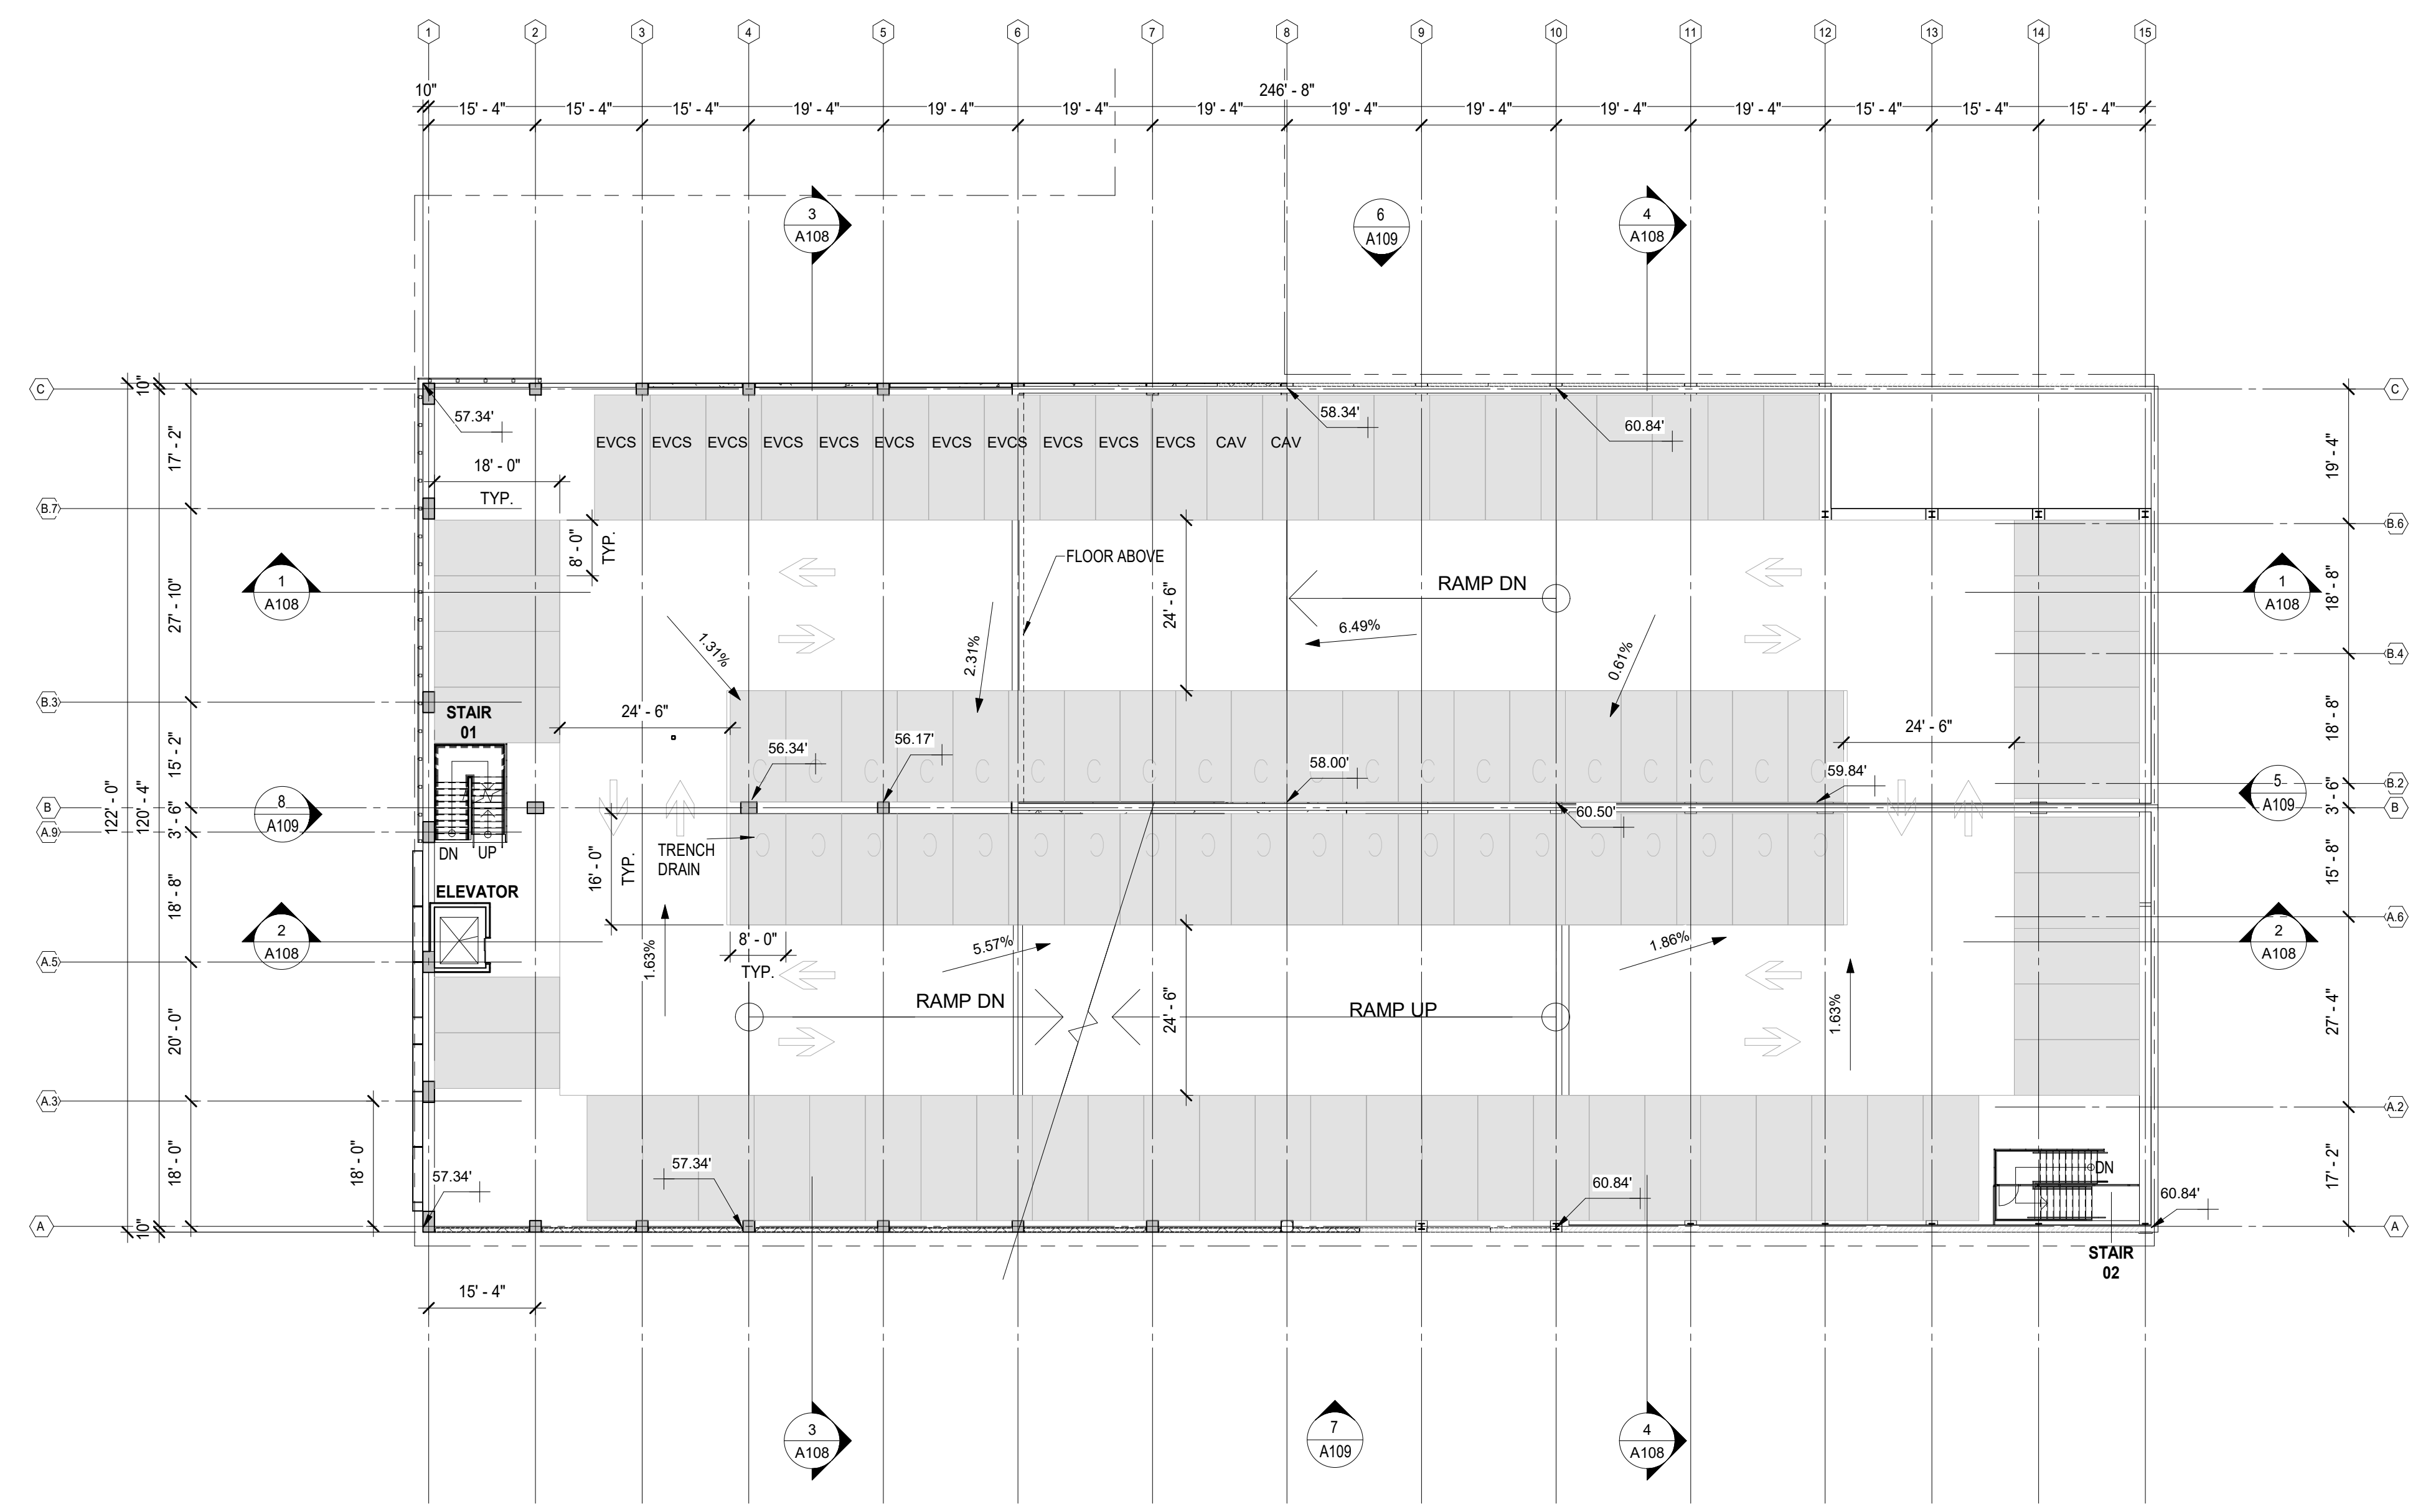 1 2 3 4 5 6 7 8 9 10 11 12 13 14 15
10" 246' - 8"
15' - 4" 15' - 4" 15' - 4" 19' - 4" 19' - 4" 19' - 4" 19' - 4" 19' - 4" 19' - 4" 19' - 4" 19' - 4" 15' - 4" 15' - 4" 15' - 4"
3
A108
6
A109
4
A108
C
10"
C
57.34'
58.34'
60.84'
EVCS EVCS EVCS EVCS EVCS EVCS EVCS EVCS EVCS EVCS EVCS CAV CAV
17' - 2"
19' - 4"
18' - 0"
TYP.
B.7
B.6
8' - 0"
TYP.
FLOOR ABOVE
1
A108
RAMP DN
1
A108
27' - 10"
24' - 6"
18' - 8"
6.49%
1.31%
2.31%
0.61%
B.4
B.3
STAIR
01
24' - 6"
24' - 6"
18' - 8"
56.34'
56.17'
58.00'
59.84'
15' - 2"
B.2
C C C C C C C C C C C C C C C C C C C C
8
A109
5
A109
B
122' - 0"
120' - 4"
3' - 6"
60.50'
3' - 6"
B
A.9
C C C C C C C C C C C C C C C C C C C C
DN UP
TRENCH
DRAIN
16' - 0"
TYP.
ELEVATOR
18' - 8"
15' - 8"
A.6
2
A108
2
A108
8' - 0"
TYP.
5.57%
1.86%
1.63%
A.5
RAMP DN
RAMP UP
24' - 6"
1.63%
20' - 0"
27' - 4"
A.3
A.2
18' - 0"
18' - 0"
57.34'
57.34'
60.84'
DN
60.84'
17' - 2"
A
10"
A
STAIR
02
15' - 4"
3
A108
7
A109
4
A108